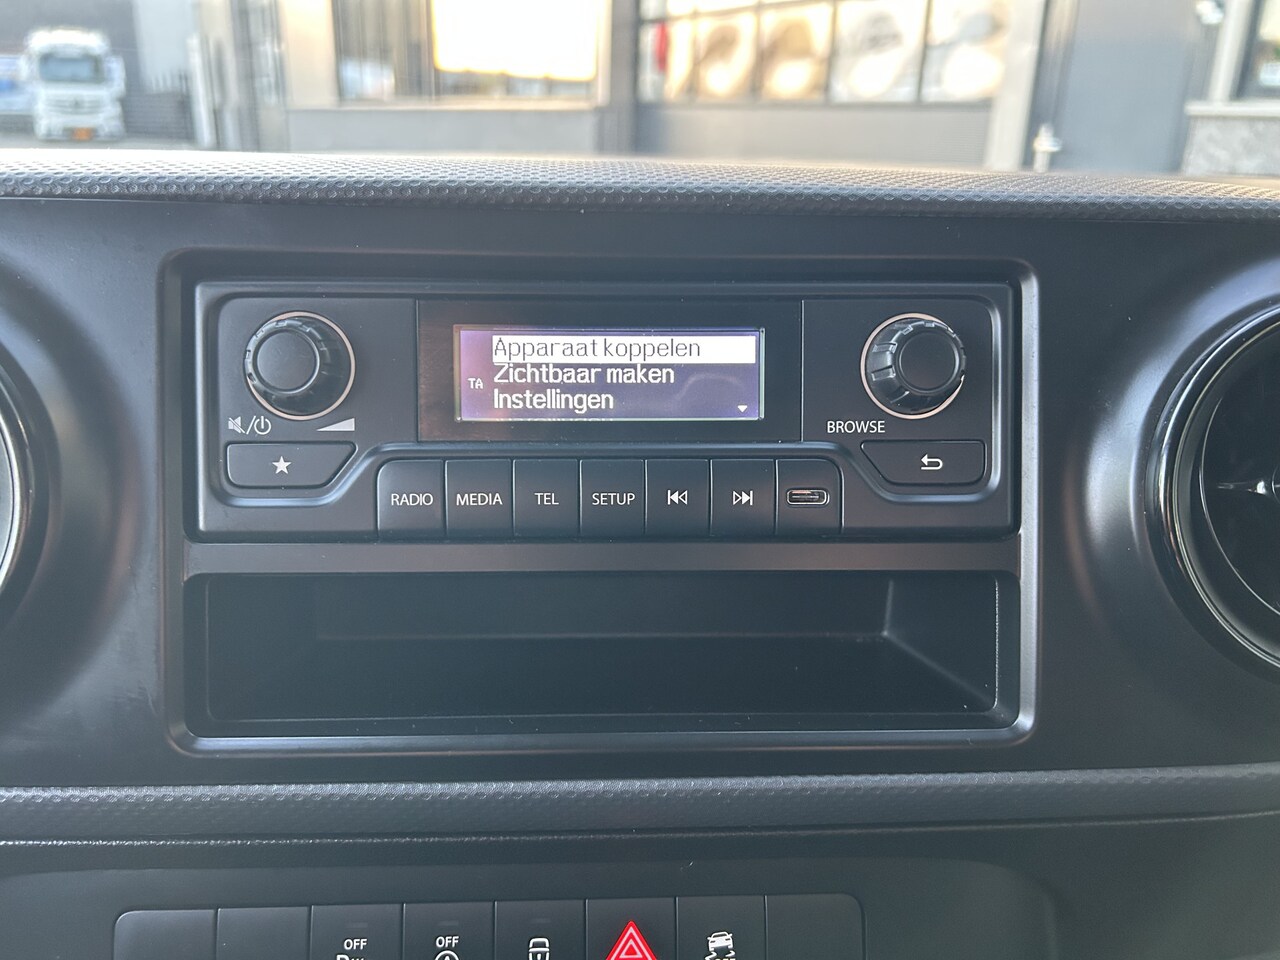 Apparaat koppelen
TA
Zichtbaar maken
Instellingen
BROWSE
RADIO
MEDIA
TEL
SETUP
OFF
OFF